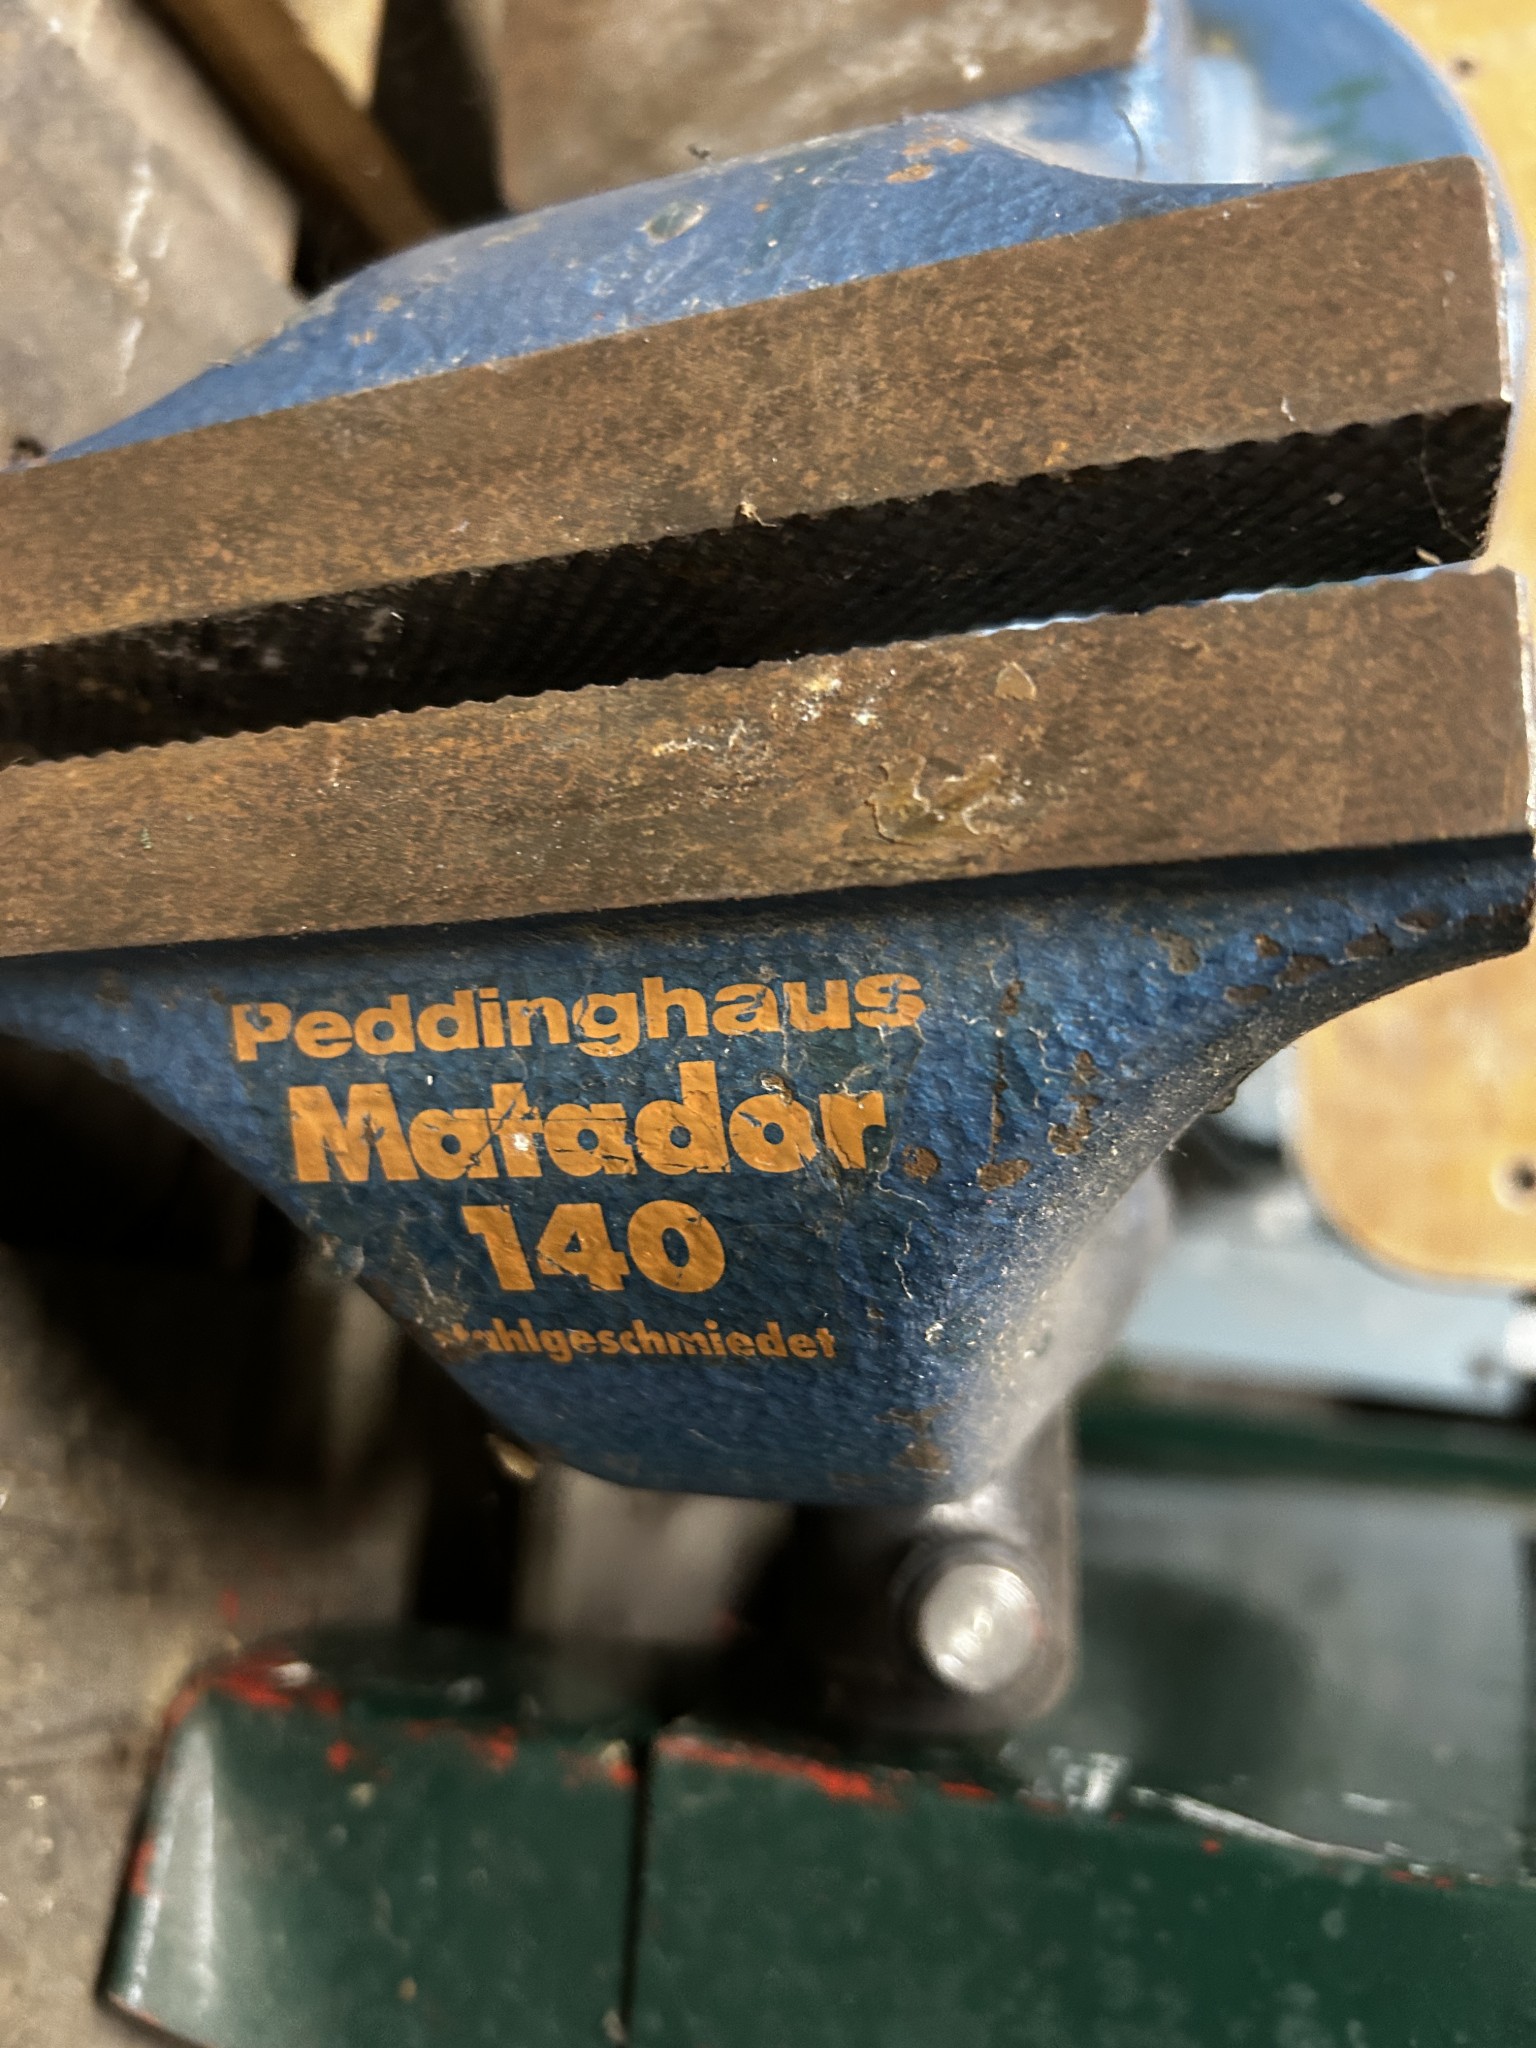 Peddinghaus
Matador
140
stahlgeschmiedet